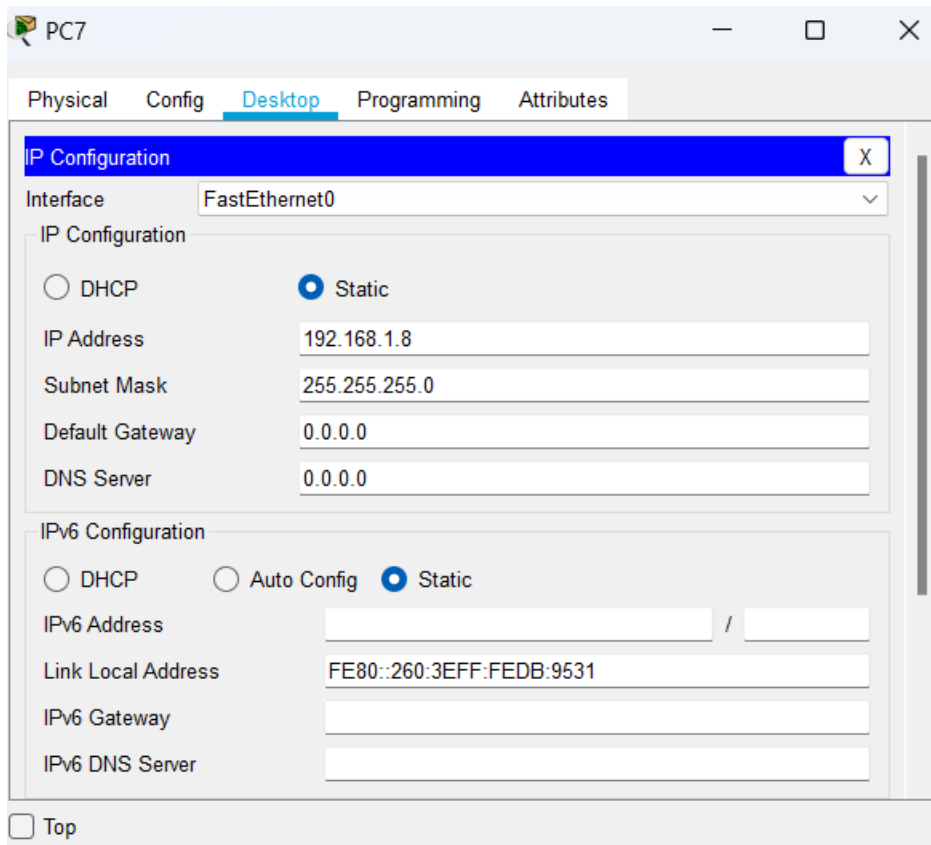 PC7
Physical Config Desktop Programming Attributes
IP Configuration X
Interface FastEthernet0
IP Configuration
DHCP Static
IP Address 192.168.1.8
Subnet Mask 255.255.255.0
Default Gateway 0.0.0.0
DNS Server 0.0.0.0
IPv6 Configuration
DHCP Auto Config Static
IPv6 Address /
Link Local Address FE80::260:3EFF:FEDB:9531
IPv6 Gateway
IPv6 DNS Server
Top